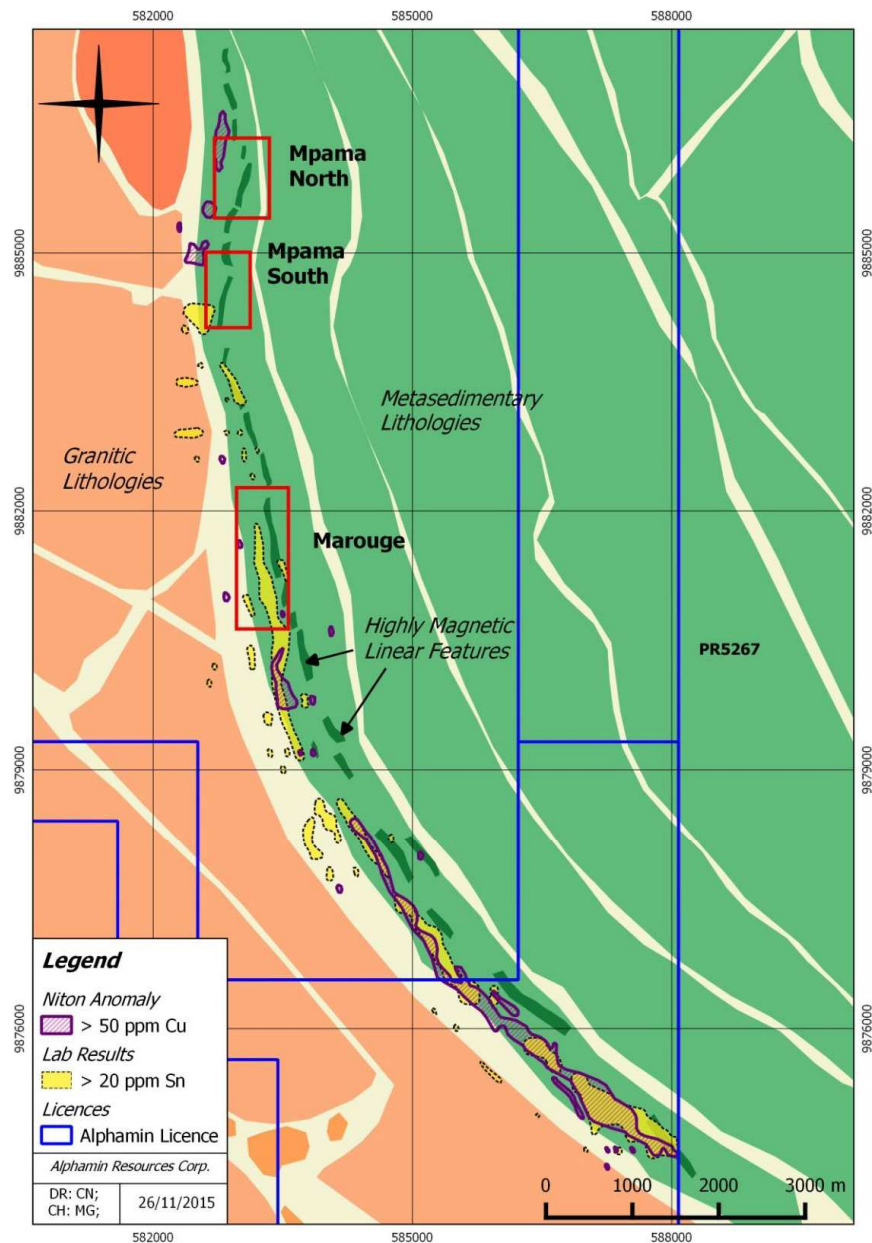 582000
585000
588000
Mpama
North
9885000
9885000
Mpama
South
Metasedimentary
Lithologies
Granitic
Lithologies
9882000
9882000
Marouge
Highly Magnetic
Linear Features
PR5267
9879000
9879000
Legend
Niton Anomaly
> 50 ppm Cu
Lab Results
> 20 ppm Sn
Licences
Alphamin Licence
Alphamin Resources Corp.
DR: CN;
CH: MG;
26/11/2015
9876000
9876000
0 1000 2000 3000 m
582000
585000
588000